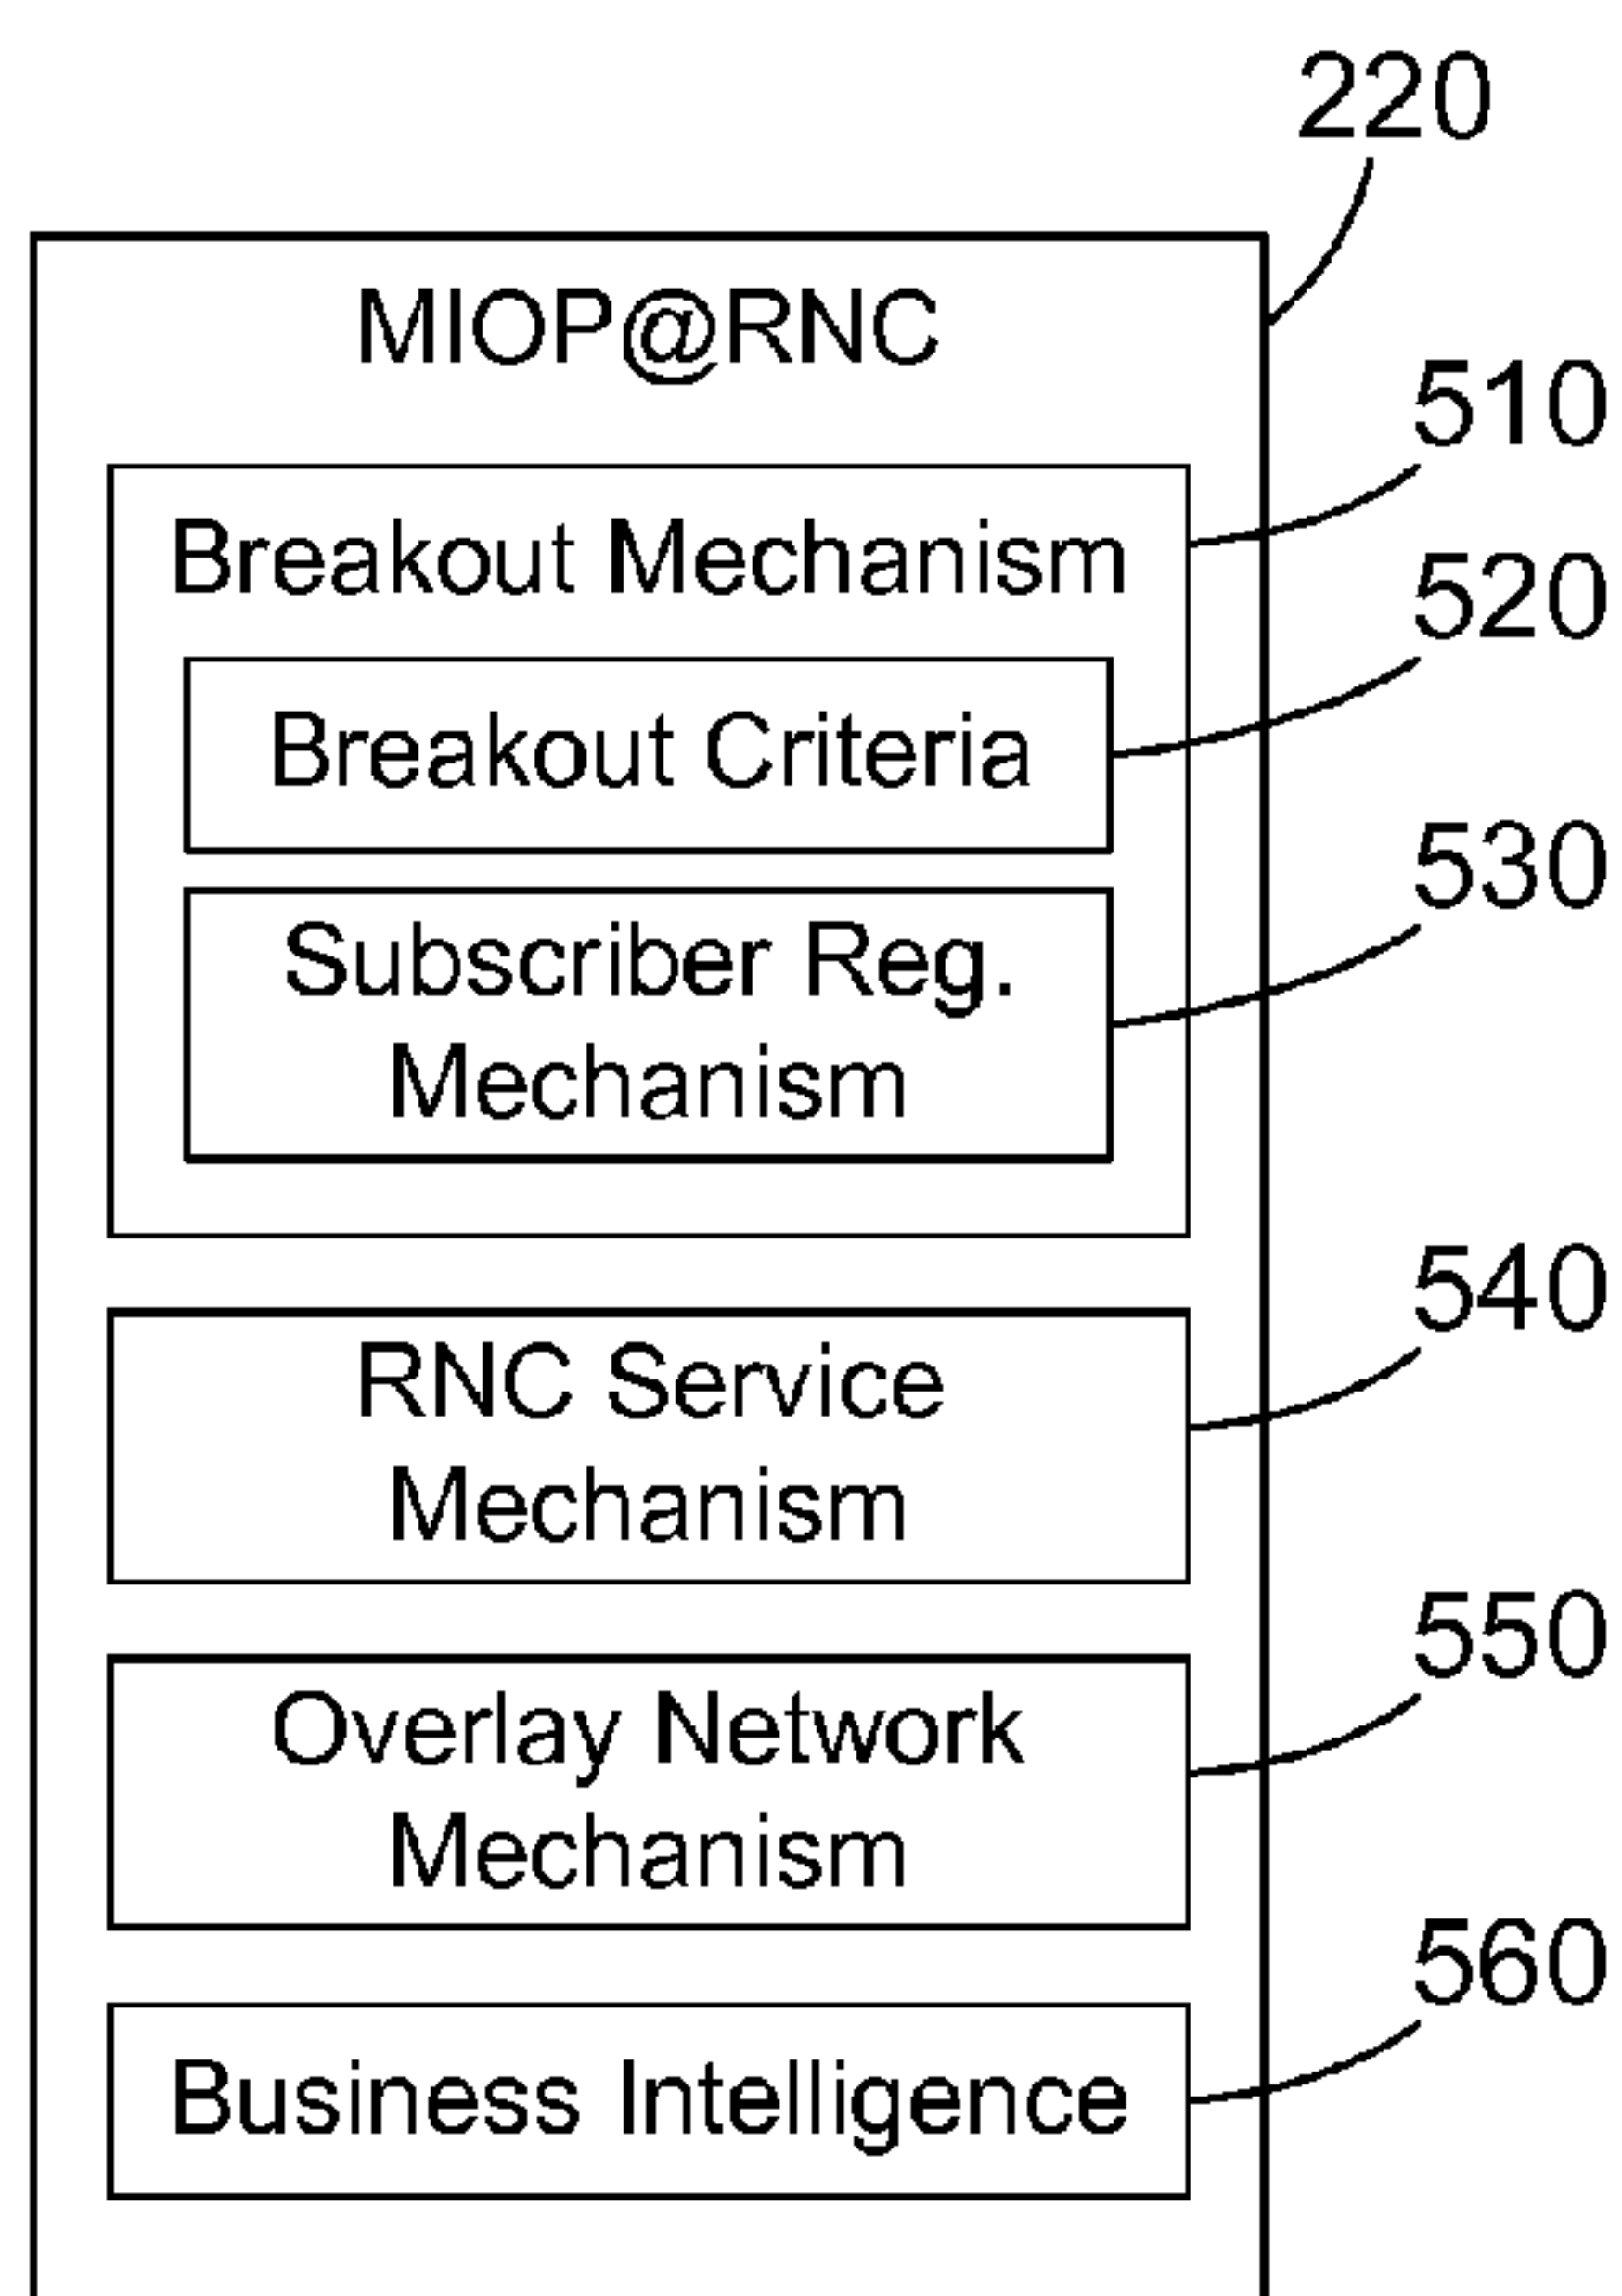 220
MIOP@RNC
510
Breakout Mechanism
520
Breakout Criteria
530
Subscriber Reg.
Mechanism
540
RNC Service
Mechanism
550
Overlay Network
Mechanism
560
Business Intelligence